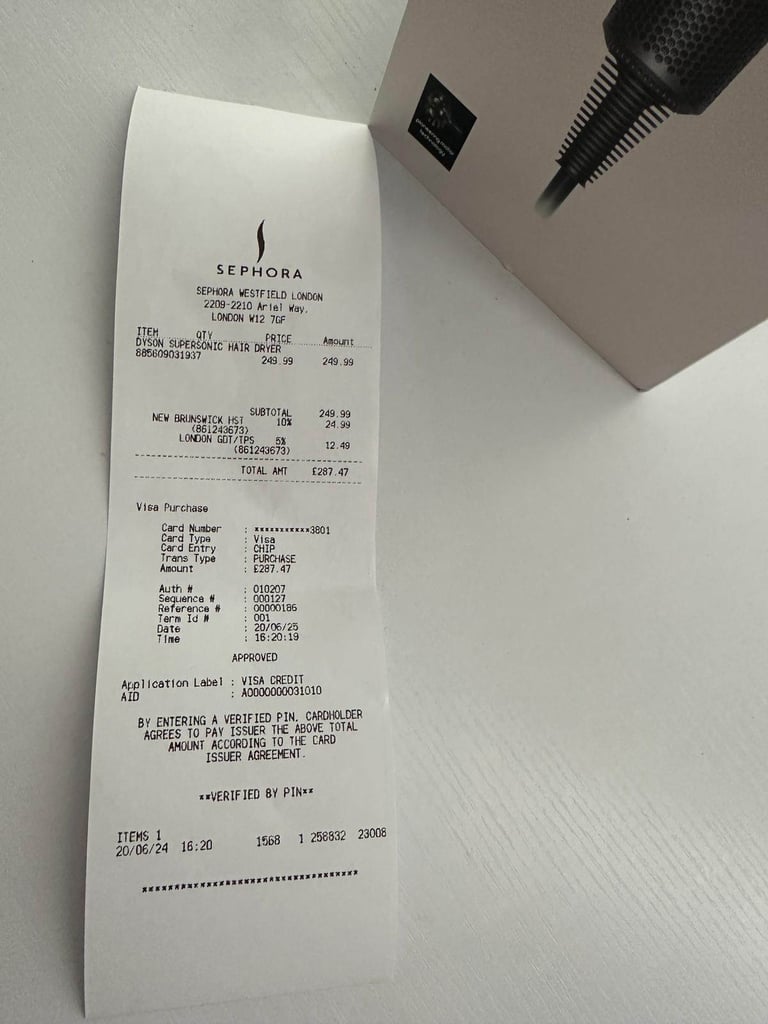 SEPHORA
SEPHORA WESTFIELD LONDON
2209-2210 Ariel Way,
LONDON W12 7GF
ITEM QTY PRICE Amount
DYSON SUPERSONIC HAIR DRYER
885609031937 249.99 249.99
SUBTOTAL 249.99
NEW BRUNSWICK HST 10% 24.99
(861243673)
LONDON GDT/TPS 5% 12.49
(861243673)
TOTAL AMT £287.47
Visa Purchase
Card Number : ***********3801
Card Type : Visa
Card Entry : CHIP
Trans Type : PURCHASE
Amount : £287.47
Auth # : 010207
Sequence # : 000127
Reference # : 00000186
Term Id # : 001
Date : 20/06/25
Time : 16:20:19
APPROVED
Application Label : VISA CREDIT
AID : A0000000031010
BY ENTERING A VERIFIED PIN, CARDHOLDER
AGREES TO PAY ISSUER THE ABOVE TOTAL
AMOUNT ACCORDING TO THE CARD
ISSUER AGREEMENT.
**VERIFIED BY PIN**
ITEMS 1
20/06/24 16:20 1568 1 258832 23008
***********************************
pioneering motor
technology